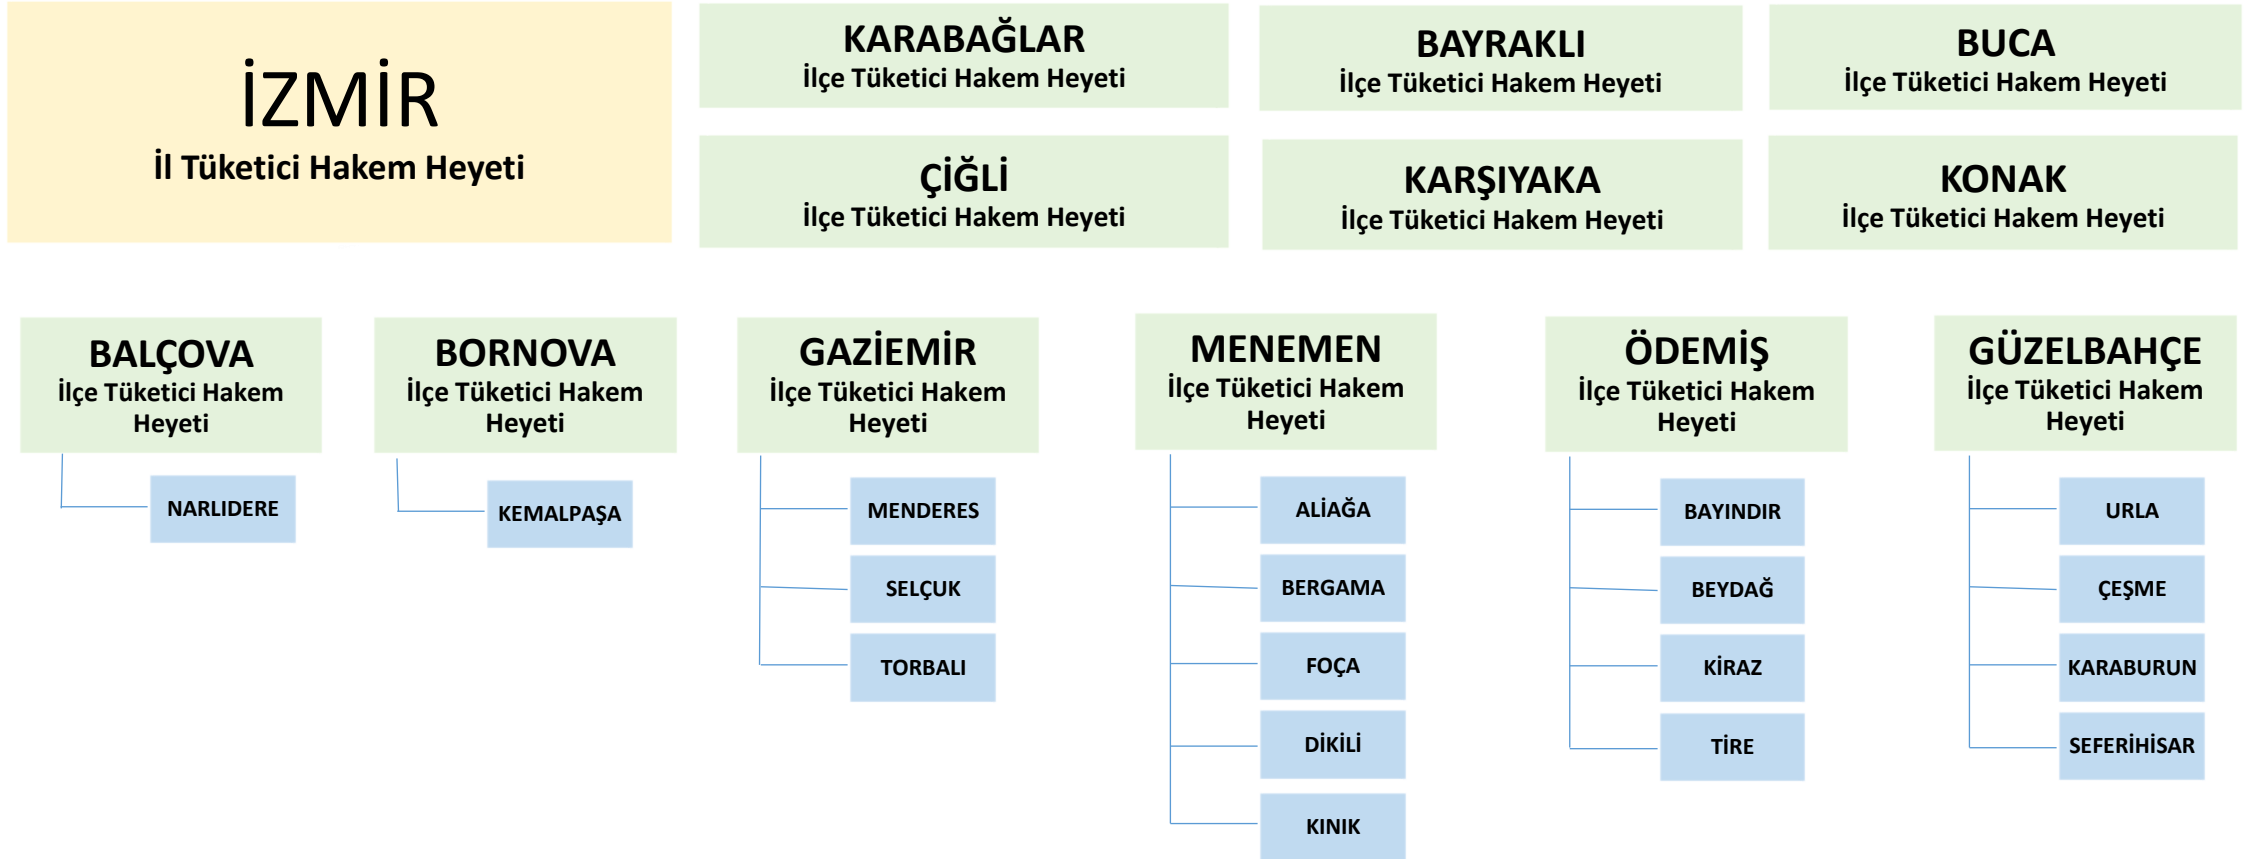 İZMİR
İl Tüketici Hakem Heyeti
KARABAĞLAR
İlçe Tüketici Hakem Heyeti
BAYRAKLI
İlçe Tüketici Hakem Heyeti
BUCA
İlçe Tüketici Hakem Heyeti
ÇİĞLİ
İlçe Tüketici Hakem Heyeti
KARŞIYAKA
İlçe Tüketici Hakem Heyeti
KONAK
İlçe Tüketici Hakem Heyeti
BALÇOVA
İlçe Tüketici Hakem
Heyeti
NARLIDERE
BORNOVA
İlçe Tüketici Hakem
Heyeti
KEMALPAŞA
GAZİEMİR
İlçe Tüketici Hakem
Heyeti
MENDERES
SELÇUK
TORBALI
MENEMEN
İlçe Tüketici Hakem
Heyeti
ALİAĞA
BERGAMA
FOÇA
DİKİLİ
KINIK
ÖDEMİŞ
İlçe Tüketici Hakem
Heyeti
BAYINDIR
BEYDAĞ
KİRAZ
TİRE
GÜZELBAHÇE
İlçe Tüketici Hakem
Heyeti
URLA
ÇEŞME
KARABURUN
SEFERİHİSAR